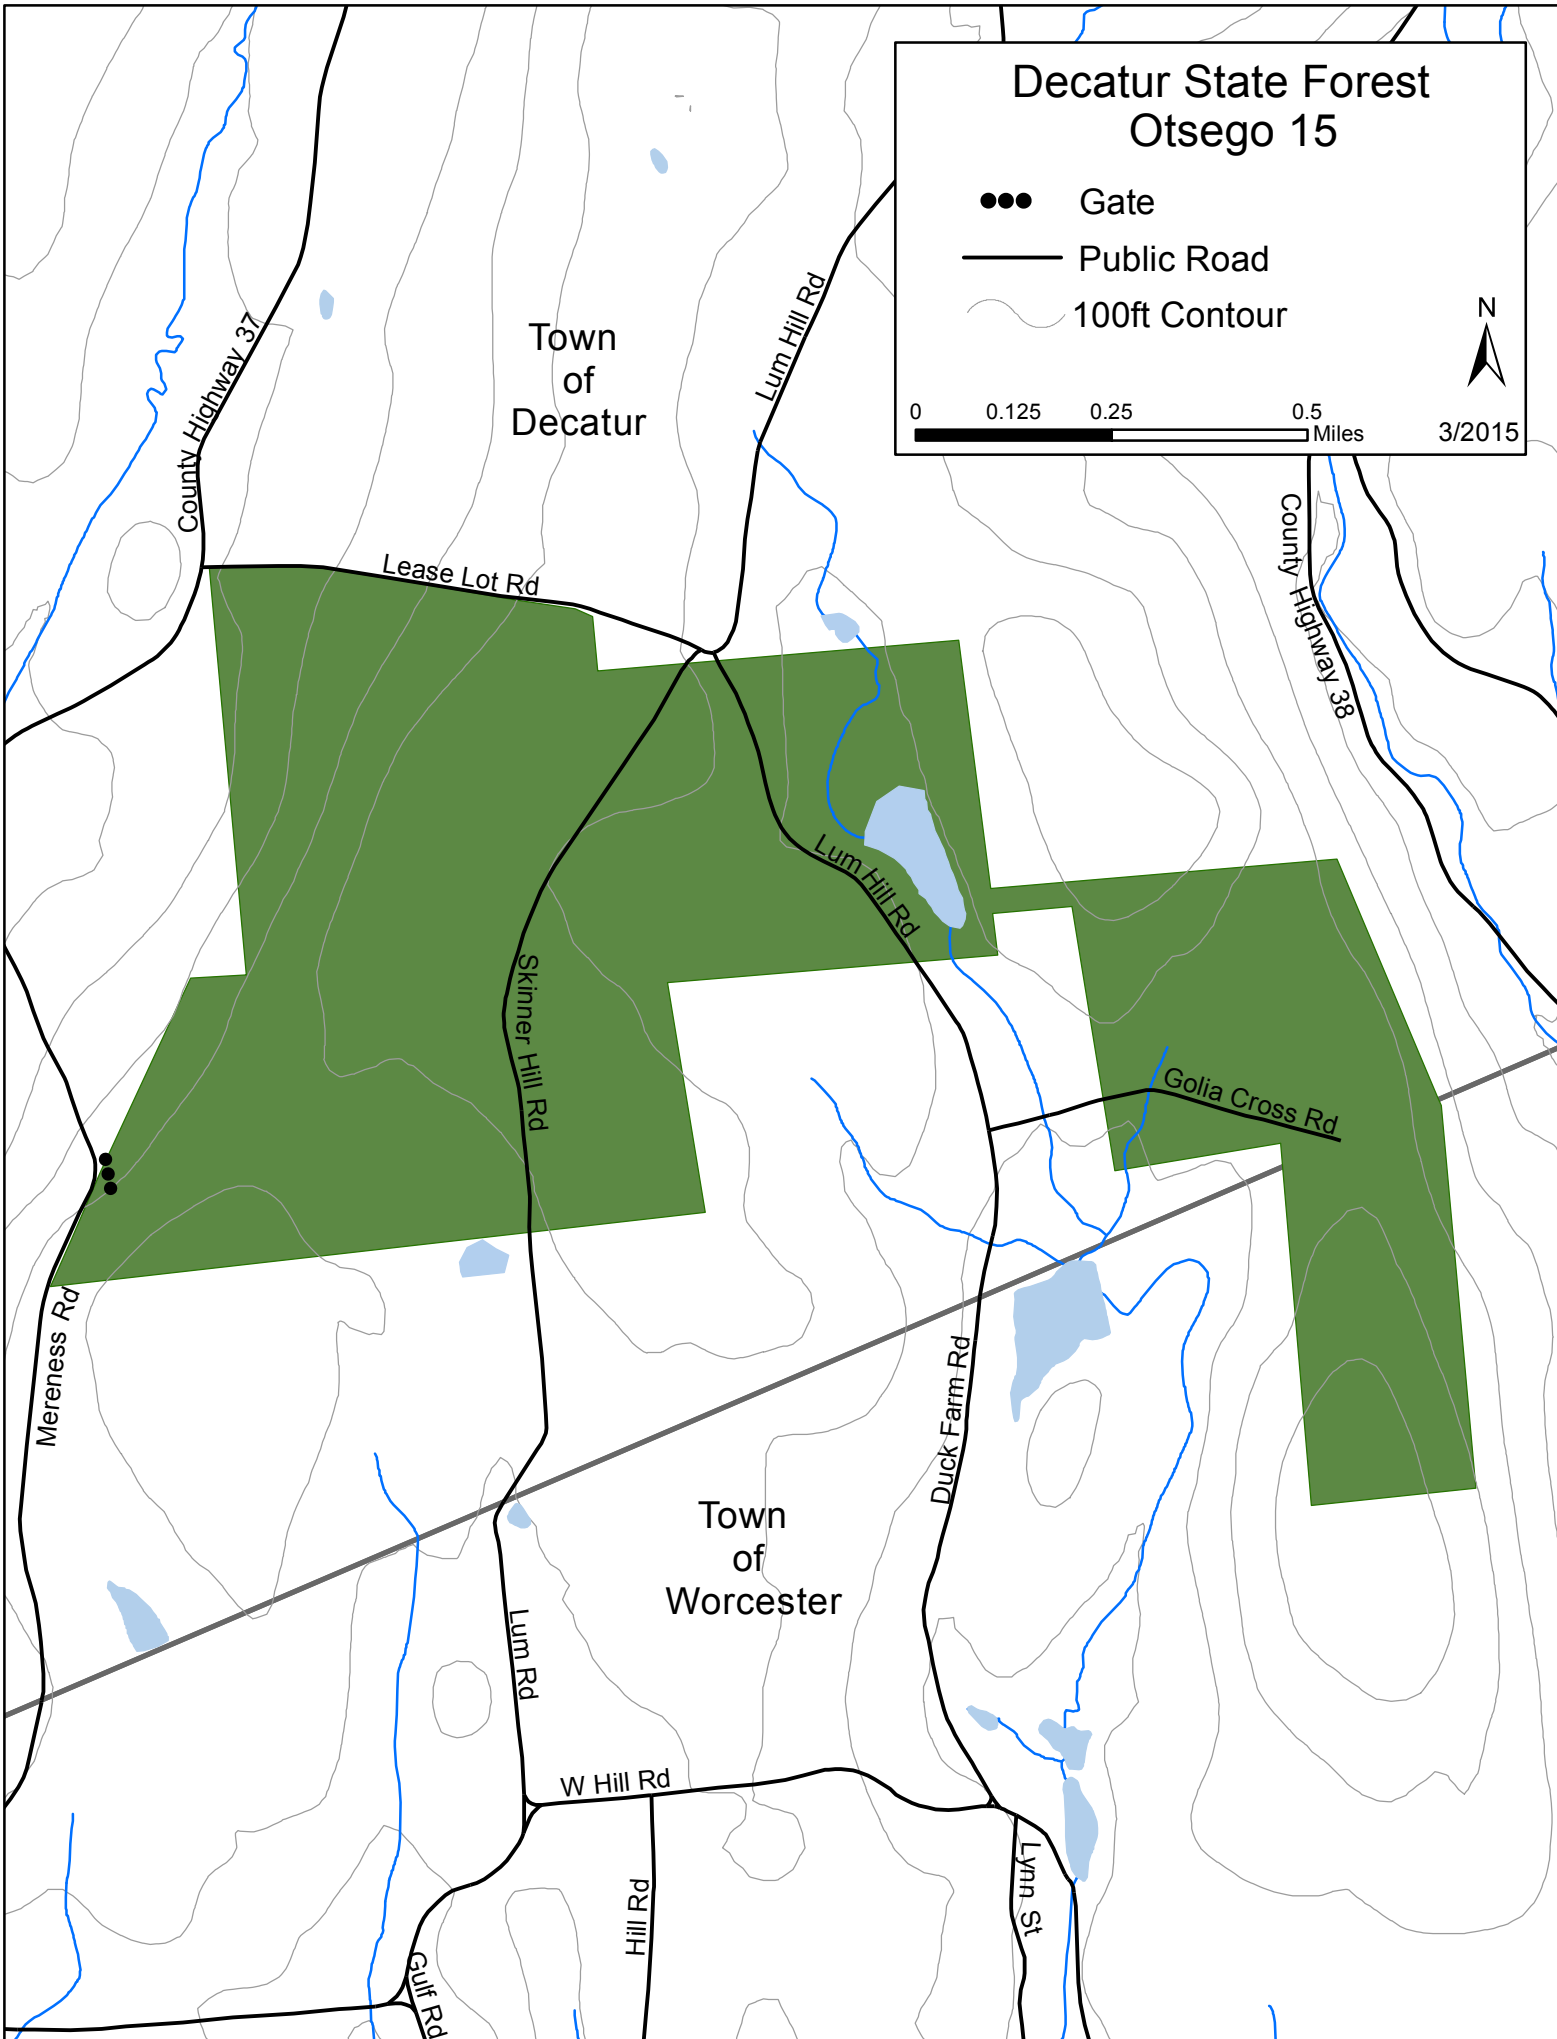 Decatur State Forest
Otsego 15
Gate
Public Road
100ft Contour
N
0 0.125 0.25 0.5
Miles
3/2015
County Highway 37
Town
of
Decatur
Lum Hill Rd
County Highway 38
Lease Lot Rd
Lum Hill Rd
Skinner Hill Rd
Golia Cross Rd
Mereness Rd
Duck Farm Rd
Town
of
Worcester
Lum Rd
W Hill Rd
Hill Rd
Lynn St
Gulf Rd